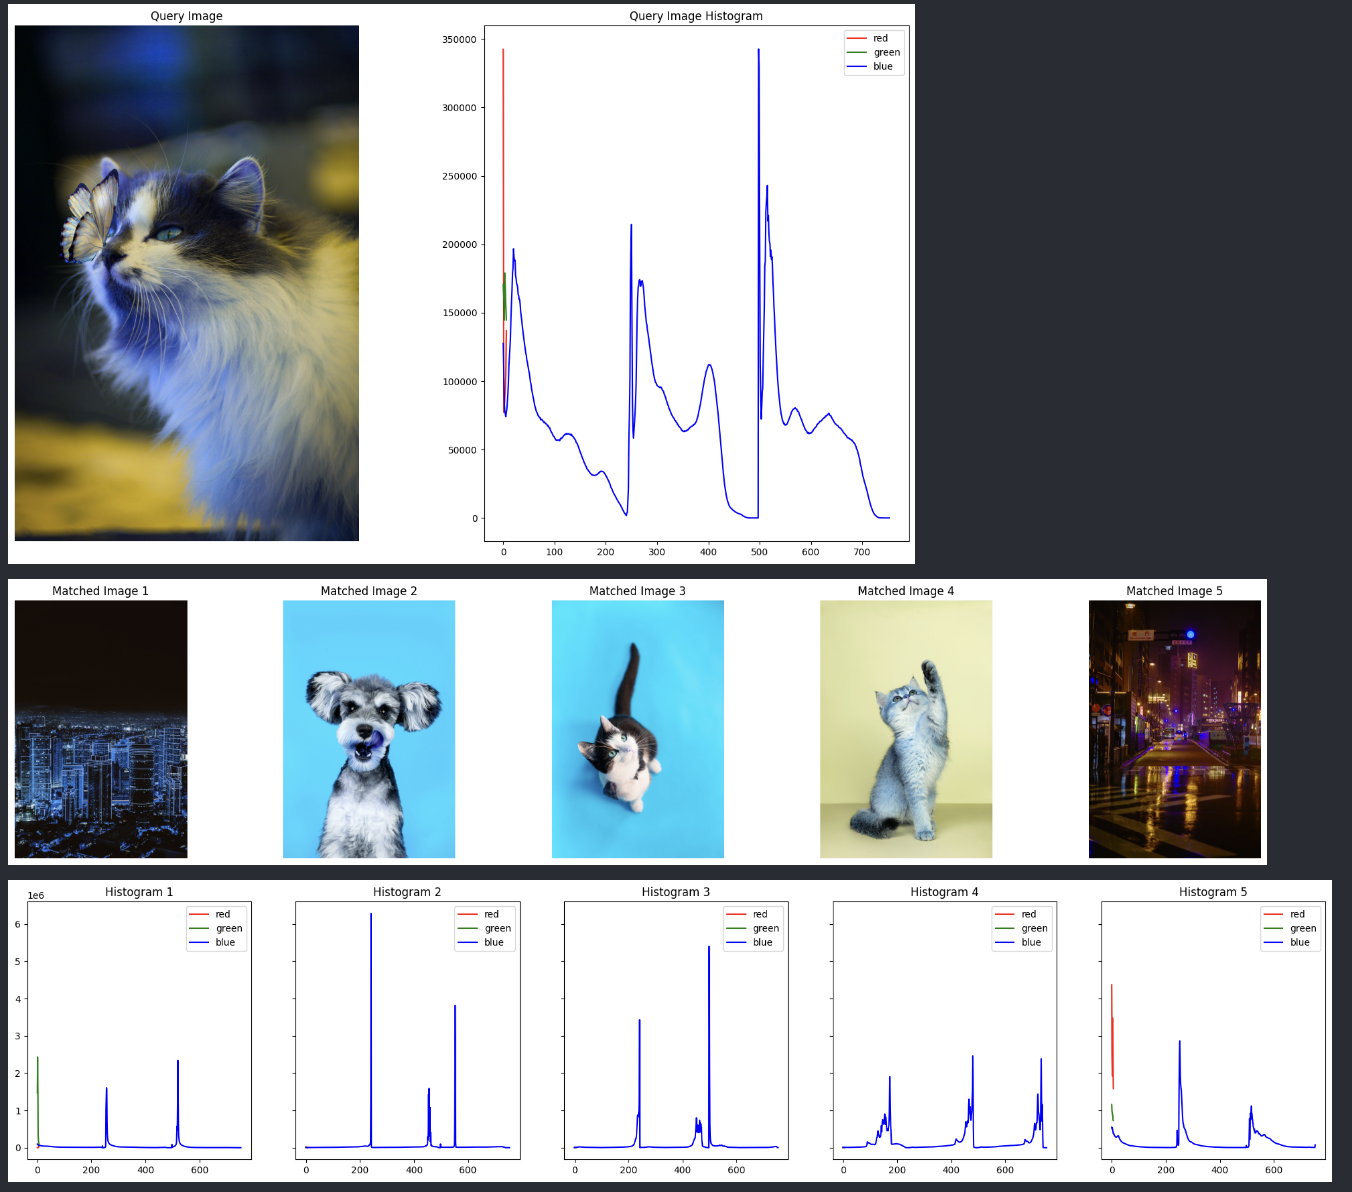 Query Image
Query Image Histogram
350000
300000
250000
200000
150000
100000
50000
0
0 100 200 300 400 500 600 700
red
green
blue
Matched Image 1
Matched Image 2
Matched Image 3
Matched Image 4
Matched Image 5
1e6
Histogram 1
6
5
4
3
2
1
0
0 200 400 600
red
green
blue
Histogram 2
0 200 400 600
red
green
blue
Histogram 3
0 200 400 600
red
green
blue
Histogram 4
0 200 400 600
red
green
blue
Histogram 5
0 200 400 600
red
green
blue